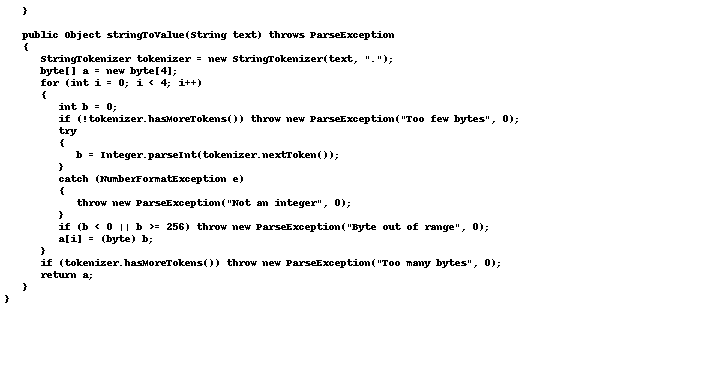 }
public Object stringToValue(String text) throws ParseException
{
StringTokenizer tokenizer = new StringTokenizer(text, ".");
byte[] a = new byte[4];
for (int i = 0; i < 4; i++)
{
int b = 0;
if (!tokenizer.hasMoreTokens()) throw new ParseException("Too few bytes", 0);
try
{
b = Integer.parseInt(tokenizer.nextToken());
}
catch (NumberFormatException e)
{
throw new ParseException("Not an integer", 0);
}
if (b < 0 || b >= 256) throw new ParseException("Byte out of range", 0);
a[i] = (byte) b;
}
if (tokenizer.hasMoreTokens()) throw new ParseException("Too many bytes", 0);
return a;
}
}